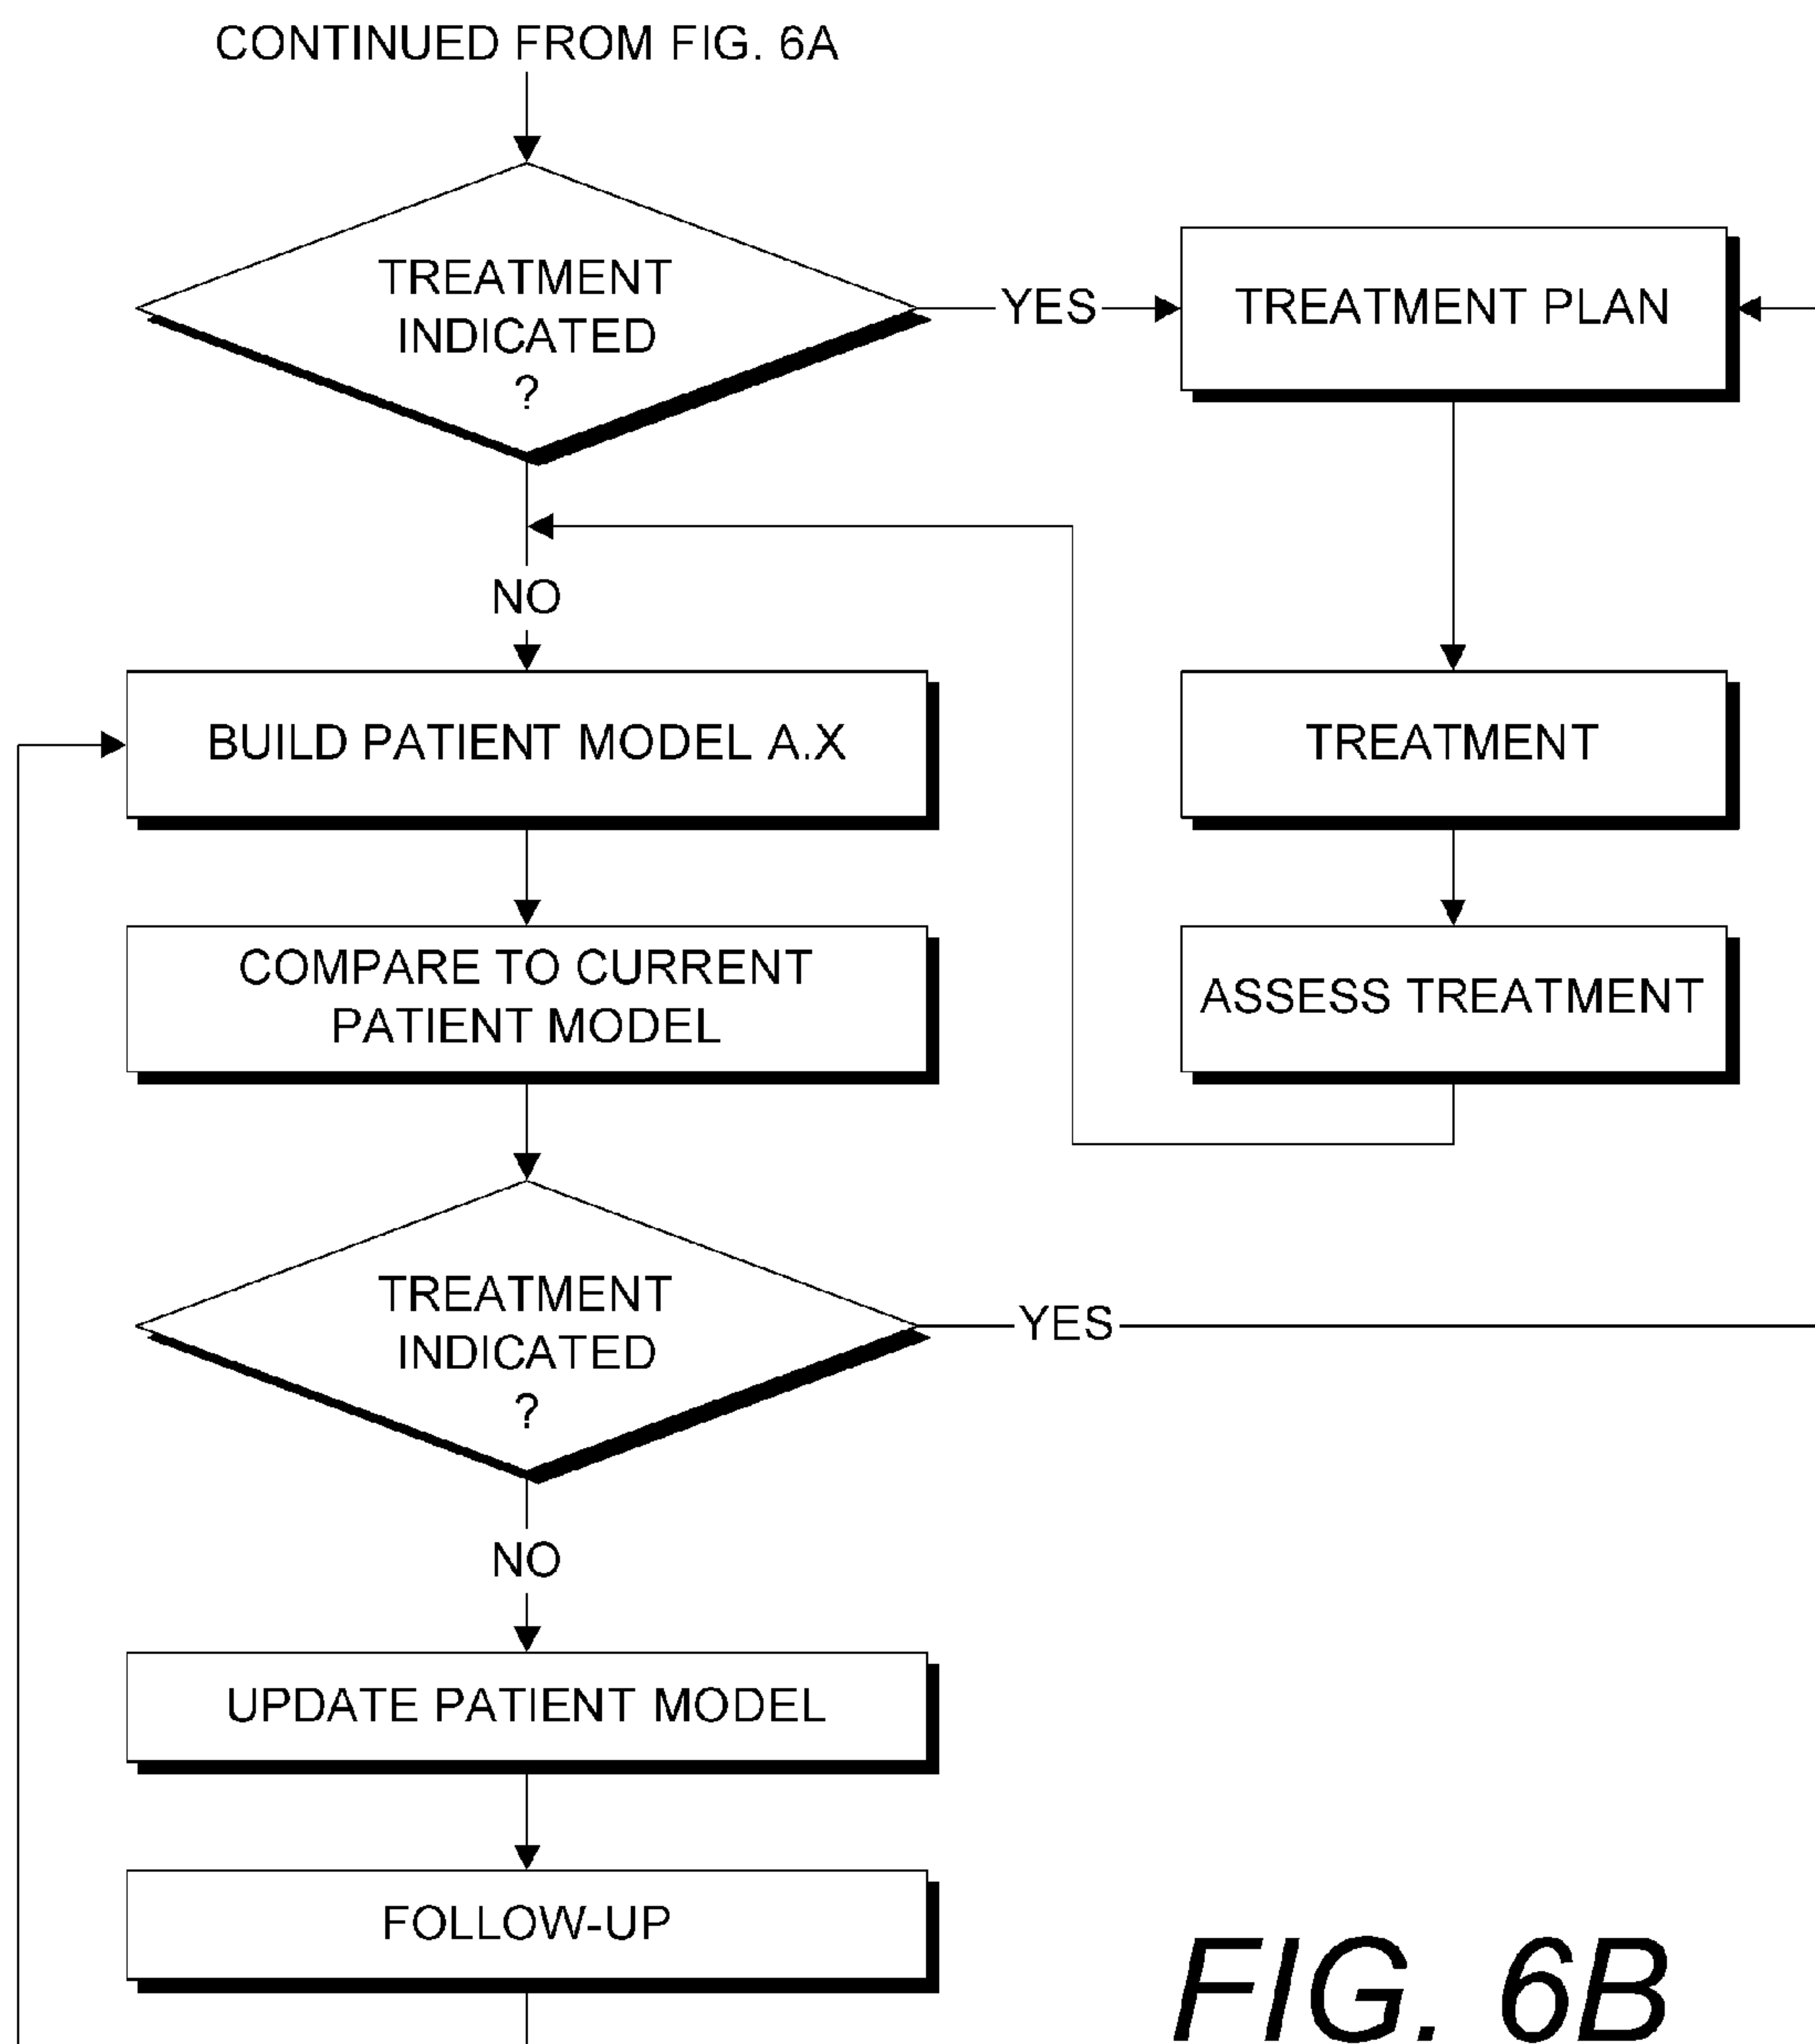 CONTINUED FROM FIG. 6A
TREATMENT
INDICATED
?
YES
TREATMENT PLAN
NO
BUILD PATIENT MODEL A.X
TREATMENT
COMPARE TO CURRENT
PATIENT MODEL
ASSESS TREATMENT
TREATMENT
INDICATED
?
YES
NO
UPDATE PATIENT MODEL
FOLLOW-UP
FIG. 6B